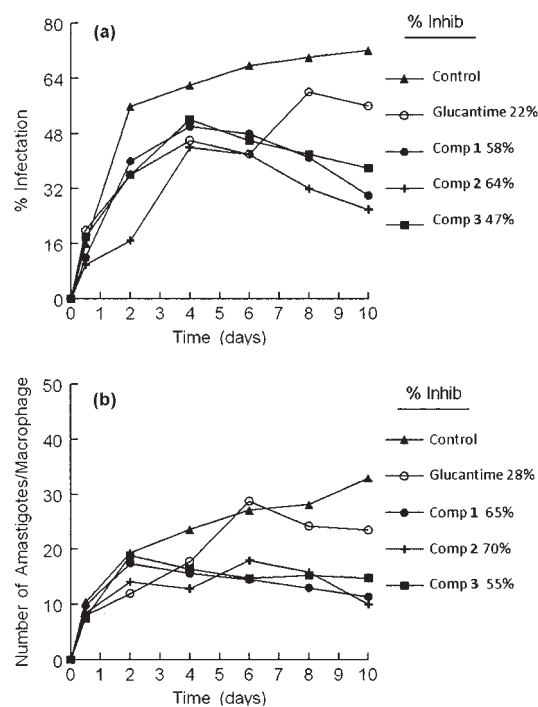 (a)
% Inhib
Control
Glucantime 22%
Comp 1 58%
Comp 2 64%
Comp 3 47%
% Infectation
80
64
48
32
16
0
0 1 2 3 4 5 6 7 8 9 10
Time (days)
(b)
% Inhib
Control
Glucantime 28%
Comp 1 65%
Comp 2 70%
Comp 3 55%
Number of Amastigotes/Macrophage
50
40
30
20
10
0
0 1 2 3 4 5 6 7 8 9 10
Time (days)